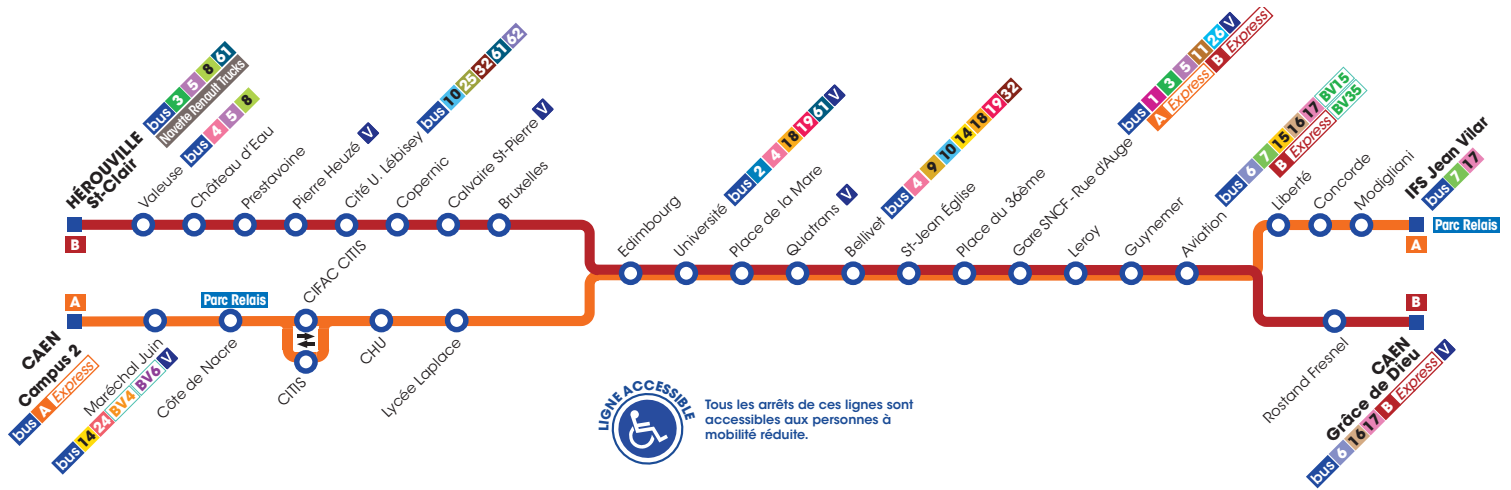 HÉROUVILLE
St-Clair
bus 3 5 8 61
Navette Renault Trucks
B
Valeuse
bus 4 5 8
Château d'Eau
Prestavoine
Pierre Heuzé V
Cité U. Lébisey
bus 10 25 32 61 62
Copernic
Calvaire St-Pierre V
Bruxelles
Edimbourg
Université
bus 2 4 18 19 61 V
Place de la Mare
Quatrans V
Bellivet
bus 4 9 10 14 18 19 32
St-Jean Église
Place du 36ème
Gare SNCF - Rue d'Auge
bus 1 3 5 11 26 V
A Express B Express
Leroy
Guynemer
Aviation
bus 6 7 15 16 17 BV15
B Express BV35
Liberté
Concorde
Modigliani
IFS Jean Vilar
bus 7 17
Parc Relais
A
A
CAEN
Campus 2
bus A Express
Maréchal Juin
bus 14 24 BV4 BV6 V
Parc Relais
Côte de Nacre
CIFAC CITIS
CITIS
CHU
Lycée Laplace
LIGNE ACCESSIBLE
Tous les arrêts de ces lignes sont
accessibles aux personnes à
mobilité réduite.
Rostand Fresnel
B
CAEN
Grâce de Dieu
bus 6 16 17 B Express V